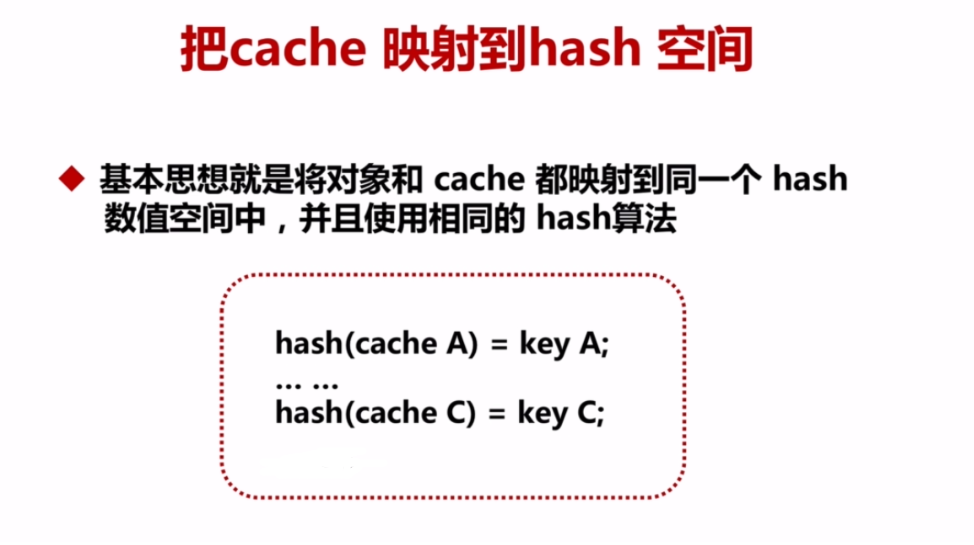 把cache 映射到hash 空间
基本思想就是将对象和 cache 都映射到同一个 hash
数值空间中，并且使用相同的 hash算法
hash(cache A) = key A;
... ...
hash(cache C) = key C;